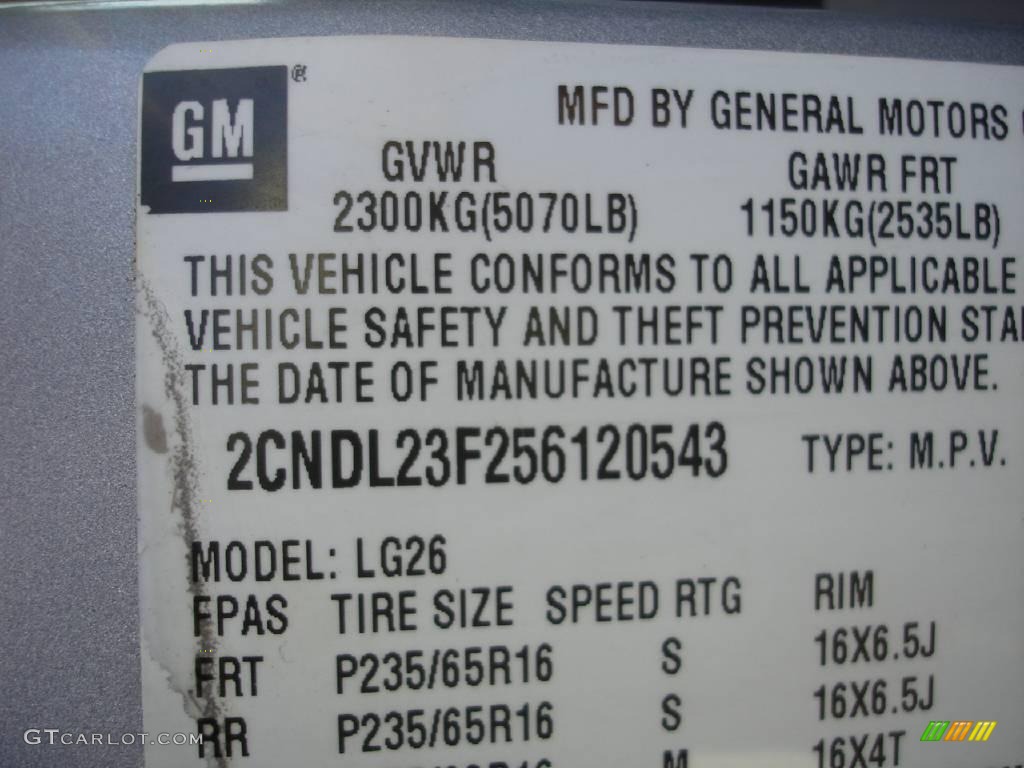 GM ®
MFD BY GENERAL MOTORS
GVWR GAWR FRT
2300KG(5070LB) 1150KG(2535LB)
THIS VEHICLE CONFORMS TO ALL APPLICABLE
VEHICLE SAFETY AND THEFT PREVENTION STA
THE DATE OF MANUFACTURE SHOWN ABOVE.
2CNDL23F256120543 TYPE: M.P.V.
MODEL: LG26
FPAS TIRE SIZE SPEED RTG RIM
FRT P235/65R16 S 16X6.5J
RR P235/65R16 S 16X6.5J
M 16X4T
GTCARLOT.COM